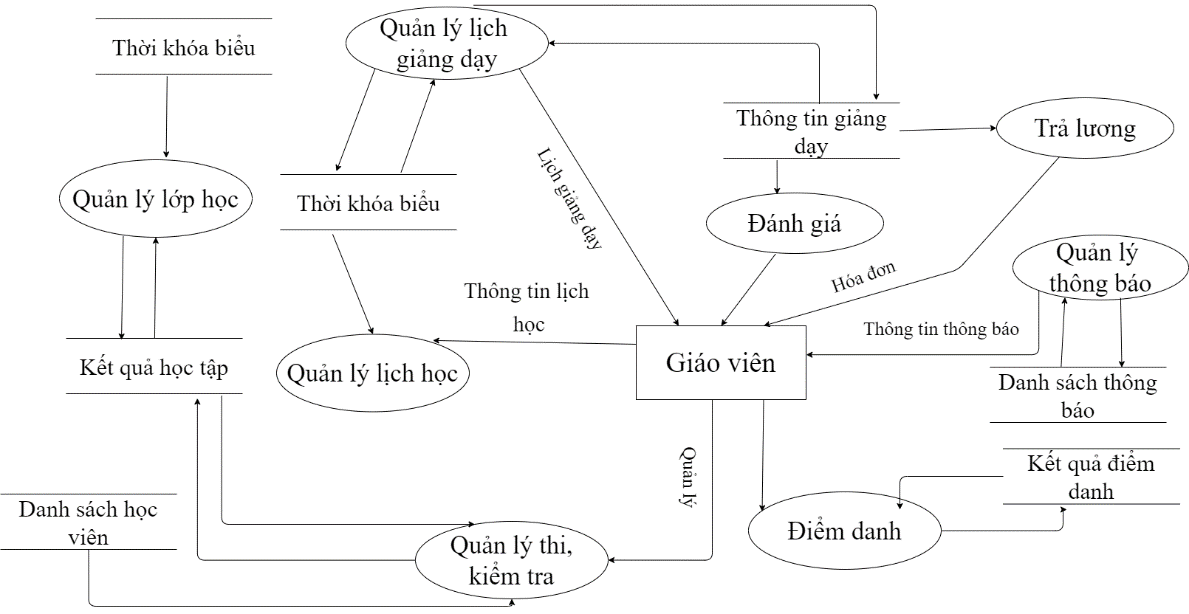 Quản lý lịch
giảng dạy
Thời khóa biểu
Thông tin giảng
dạy
Trả lương
Quản lý lớp học
Thời khóa biểu
Lịch giảng dạy
Đánh giá
Quản lý
thông báo
Hóa đơn
Thông tin lịch
học
Thông tin thông báo
Giáo viên
Kết quả học tập
Quản lý lịch học
Danh sách thông
báo
Quản lý
Kết quả điểm
danh
Danh sách học
viên
Điểm danh
Quản lý thi,
kiểm tra